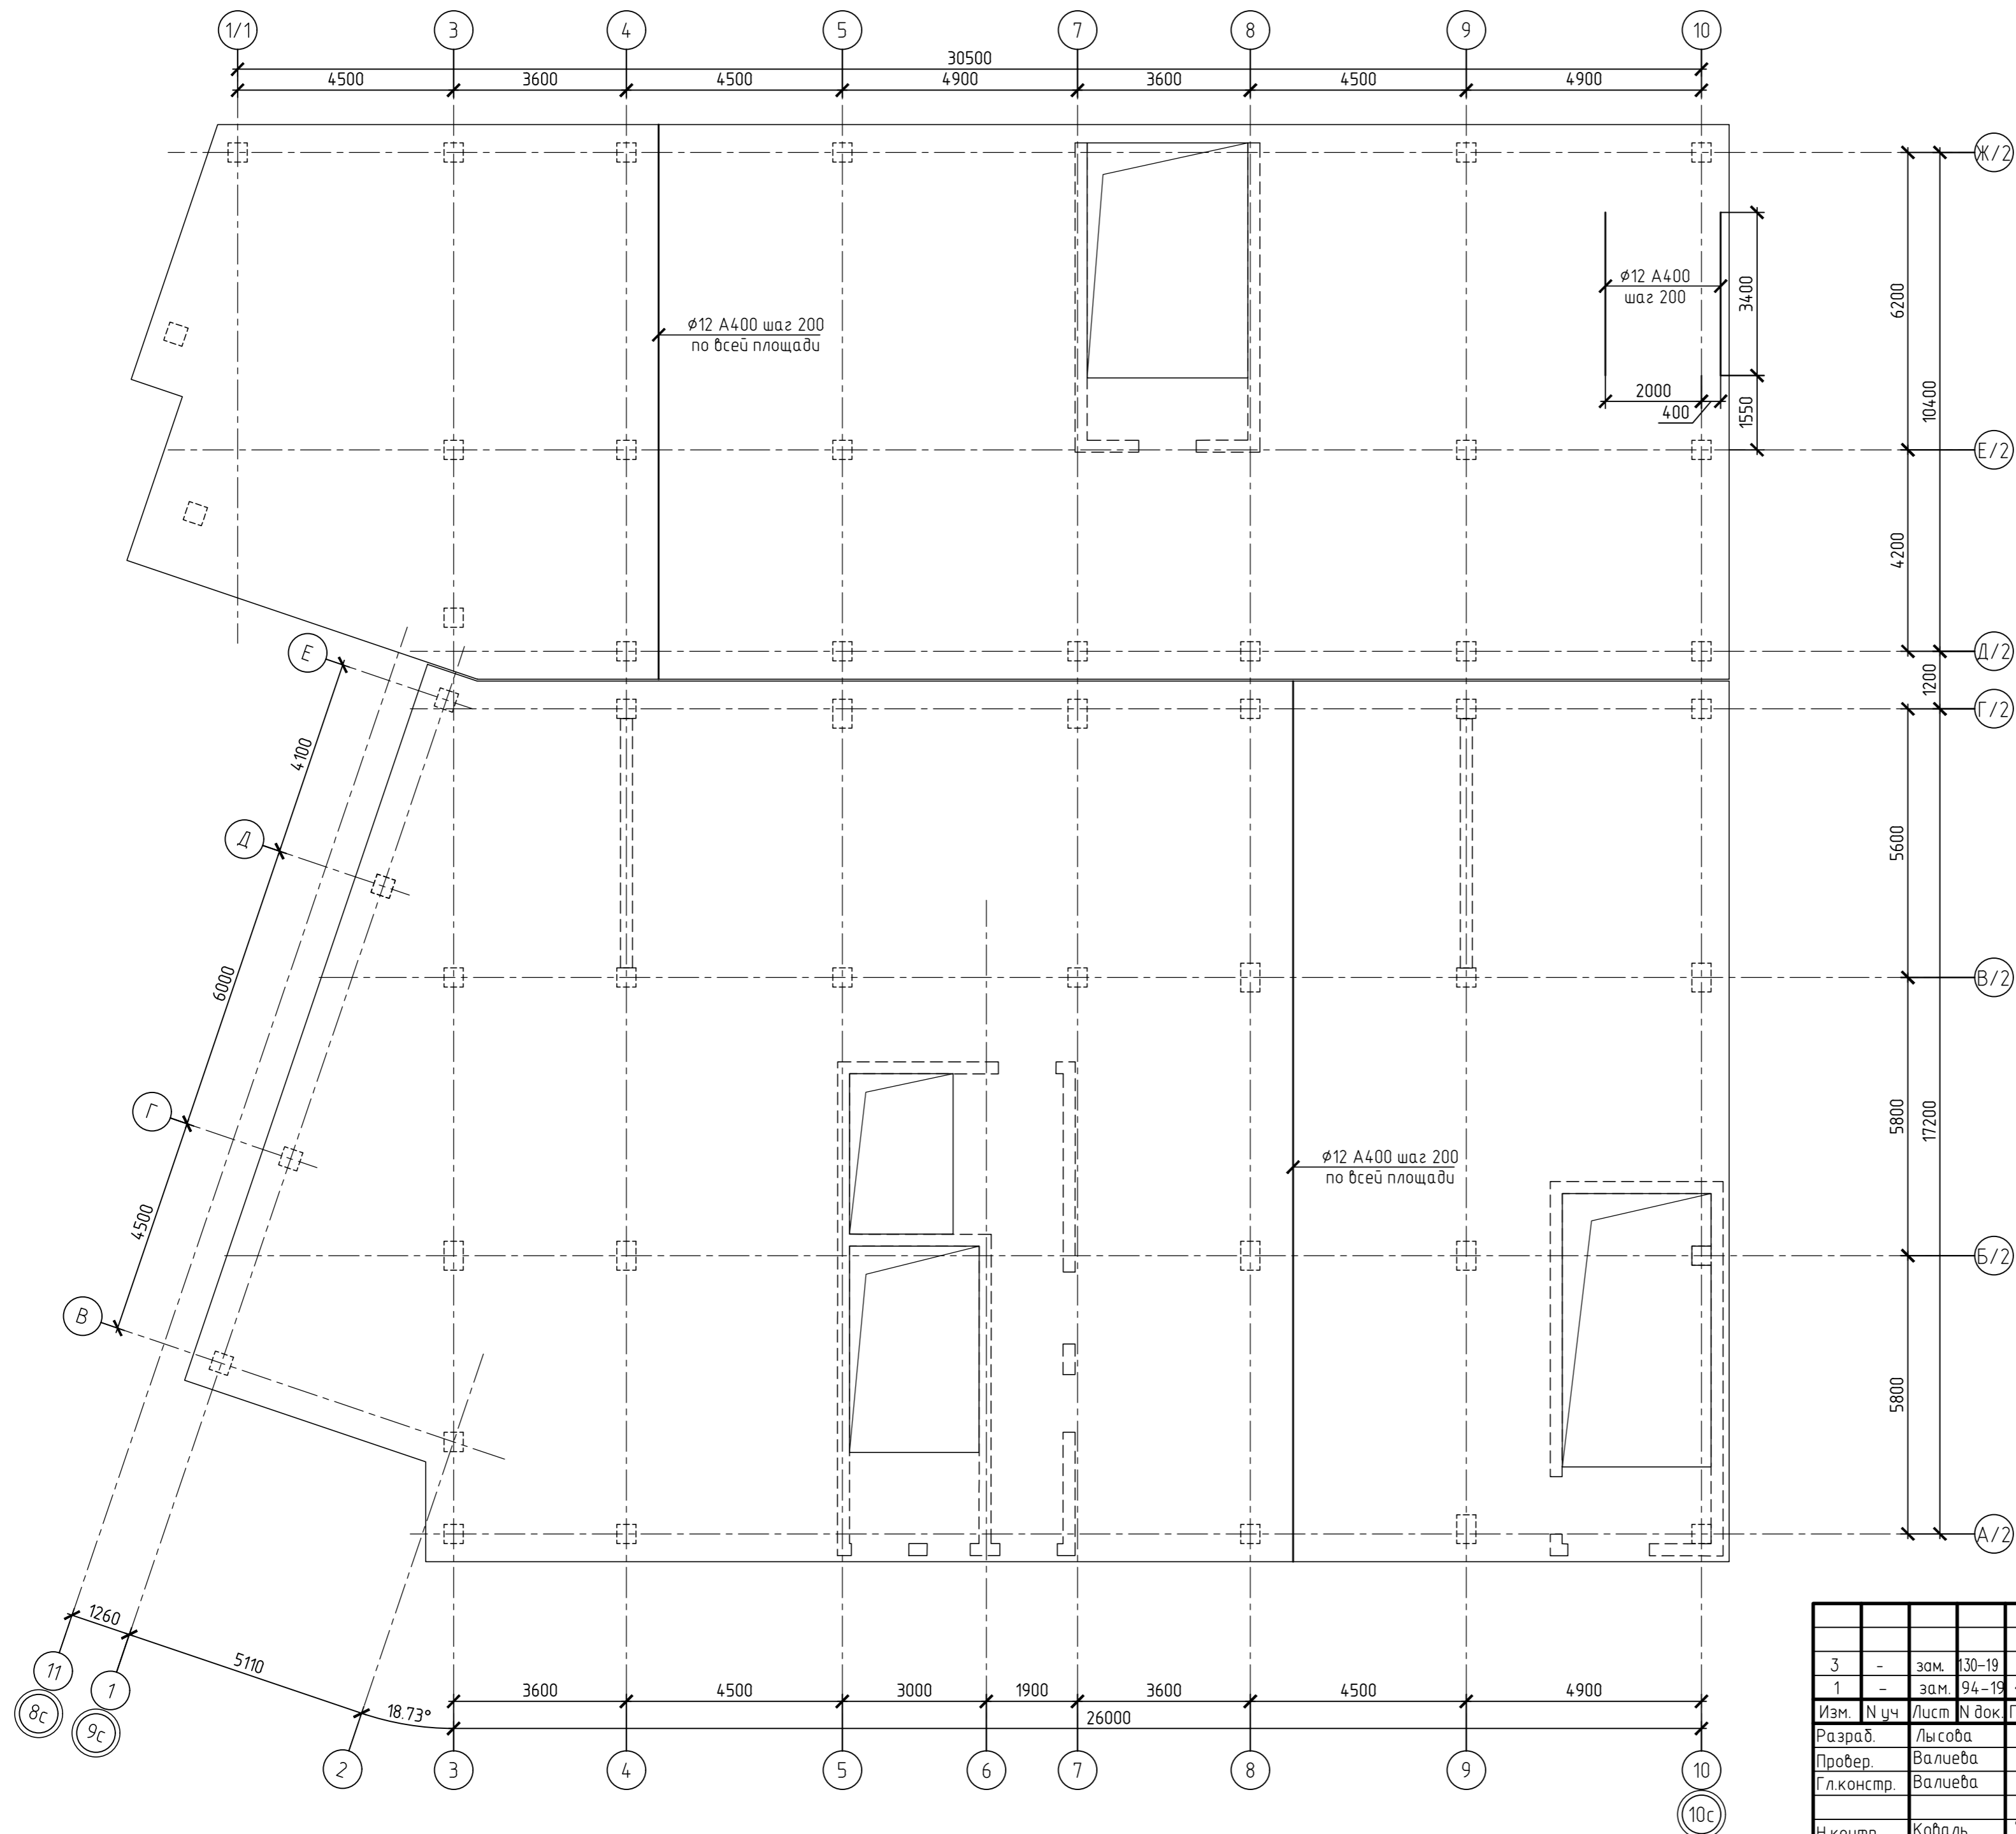 1/1 3 4 5 7 8 9 10
30500
4500 3600 4500 4900 3600 4500 4900
Ж/2
⌀12 А400
шаг 200
3400
6200
⌀12 А400 шаг 200
по всей площади
2000
400
1550
10400
Е/2
4200
Е
Д/2
1200
Г/2
4100
5600
Д
6000
В/2
Г
5800
17200
⌀12 А400 шаг 200
по всей площади
4500
Б/2
В
5800
А/2
1260
5110
11
1
8с
9с
18.73°
3600 4500 3000 1900 3600 4500 4900
26000
2 3 4 5 6 7 8 9 10
10с
3 - зам. 130-19
1 - зам. 94-19
Изм. N уч Лист N док.
Разраб. Лысова
Провер. Валиева
Гл.констр. Валиева
Н.контр. Коваль